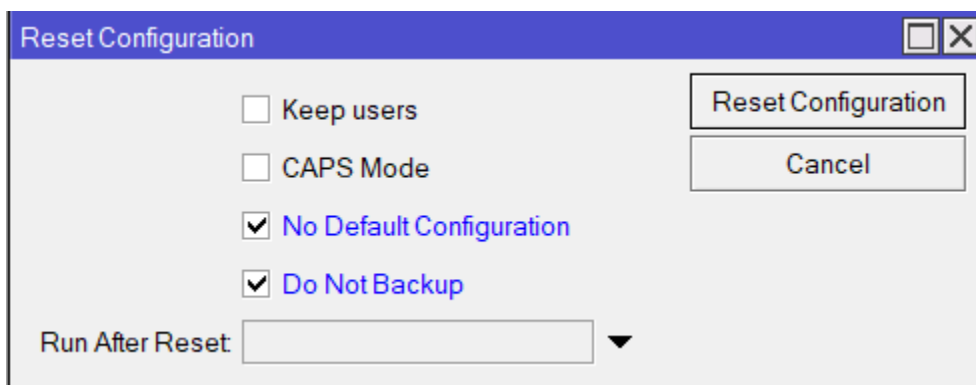 Reset Configuration
Keep users
Reset Configuration
CAPS Mode
Cancel
No Default Configuration
Do Not Backup
Run After Reset: